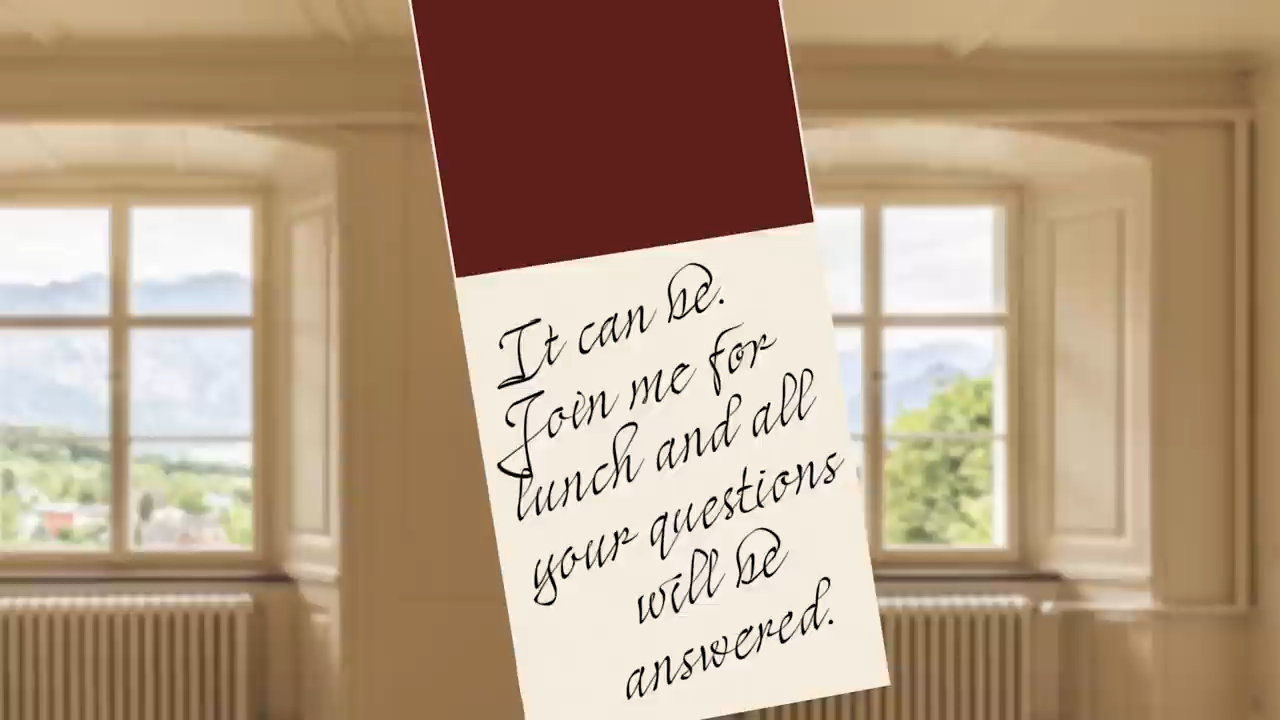 It can be.
Join me for
lunch and all
your questions
will be
answered.